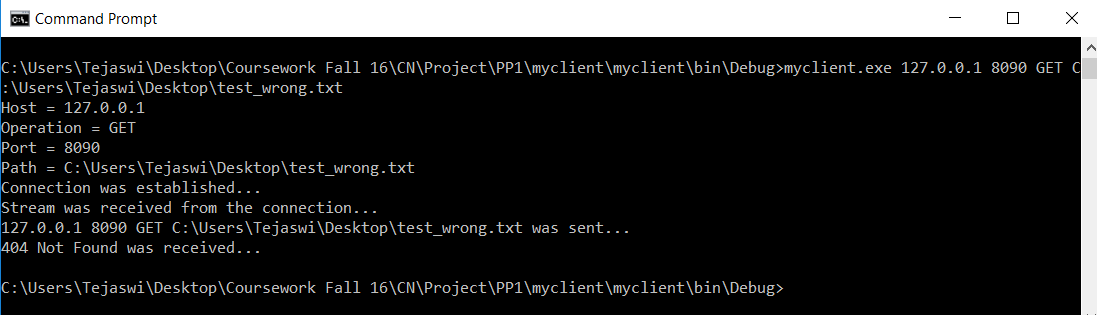 Command Prompt
C:\Users\Tejaswi\Desktop\Coursework Fall 16\CN\Project\PP1\myclient\myclient\bin\Debug>myclient.exe 127.0.0.1 8090 GET C
:\Users\Tejaswi\Desktop\test_wrong.txt
Host = 127.0.0.1
Operation = GET
Port = 8090
Path = C:\Users\Tejaswi\Desktop\test_wrong.txt
Connection was established...
Stream was received from the connection...
127.0.0.1 8090 GET C:\Users\Tejaswi\Desktop\test_wrong.txt was sent...
404 Not Found was received...
C:\Users\Tejaswi\Desktop\Coursework Fall 16\CN\Project\PP1\myclient\myclient\bin\Debug>